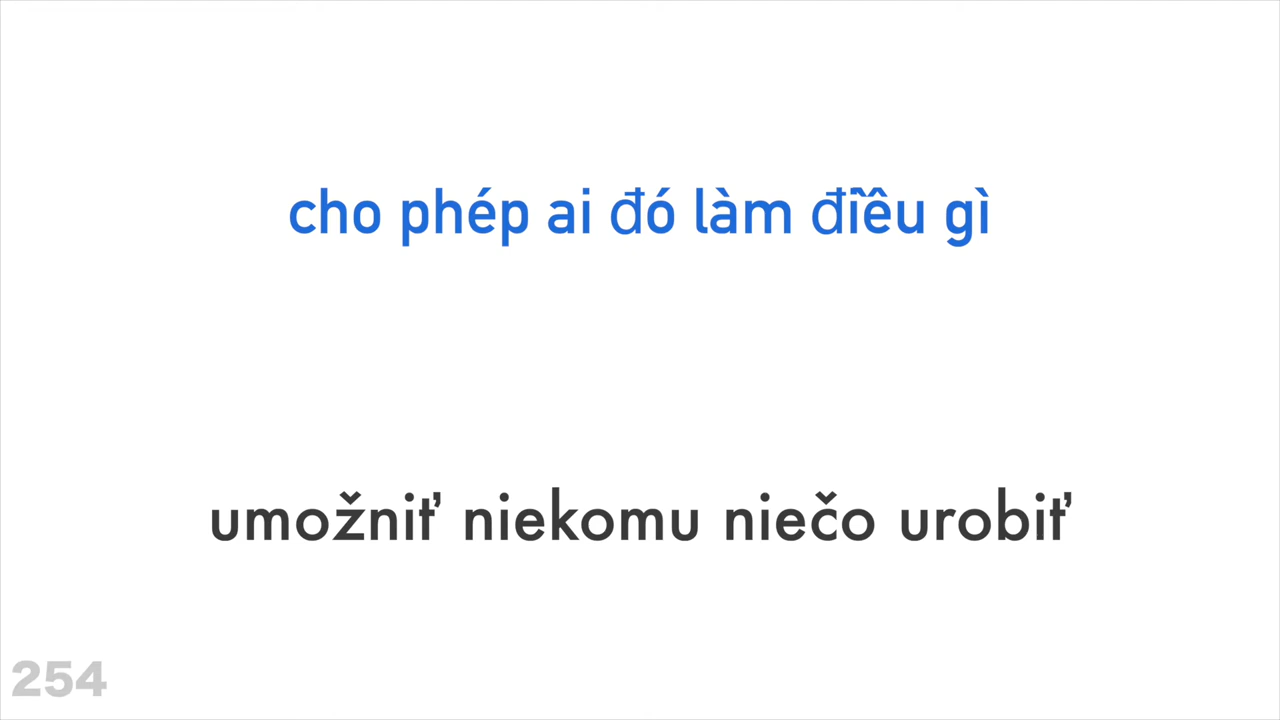 cho phép ai đó làm điều gì
umožniť niekomu niečo urobiť
254